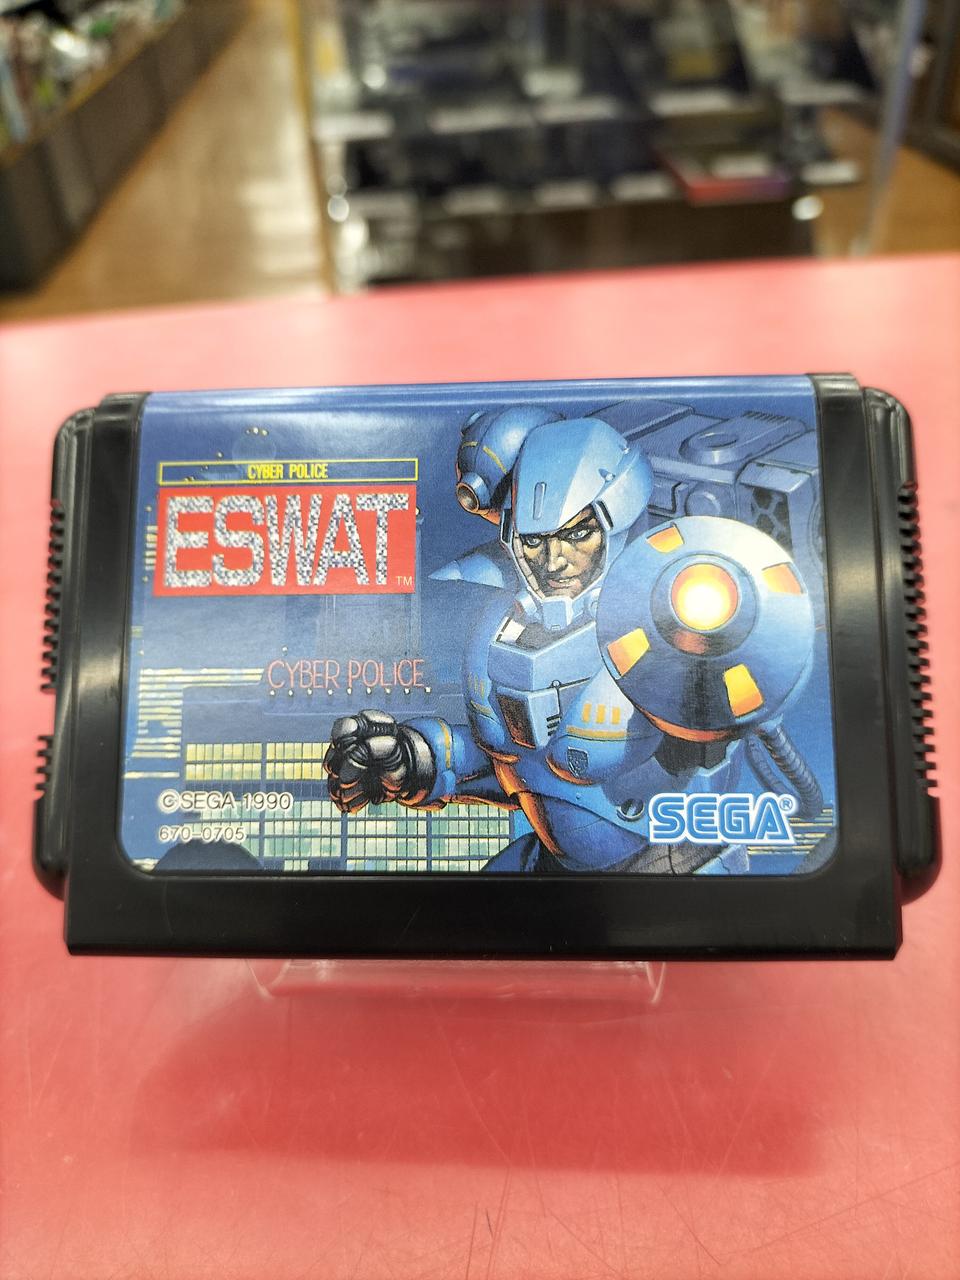 CYBER POLICE
ESWAT TM
CYBER POLICE
© SEGA 1990
670-0705
SEGA®